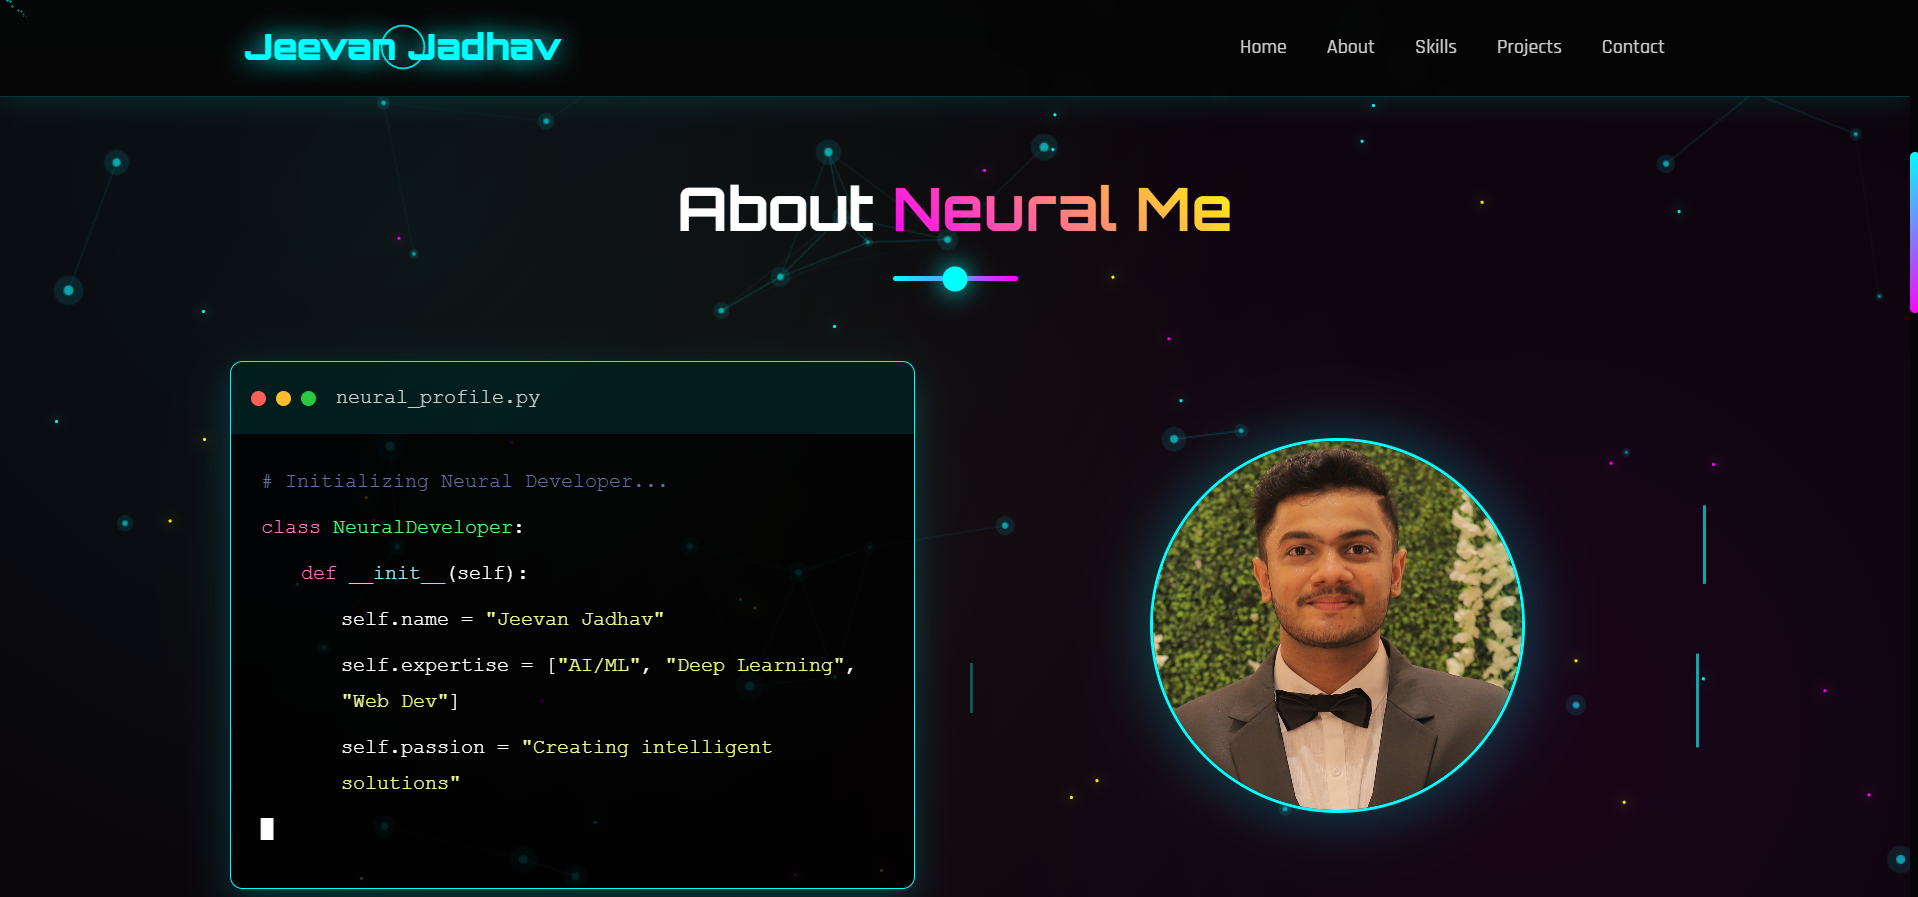 Jeevan Jadhav
Home
About
Skills
Projects
Contact
About Neural Me
neural_profile.py
# Initializing Neural Developer...
class NeuralDeveloper:
def __init__(self):
self.name = "Jeevan Jadhav"
self.expertise = ["AI/ML", "Deep Learning",
"Web Dev"]
self.passion = "Creating intelligent
solutions"